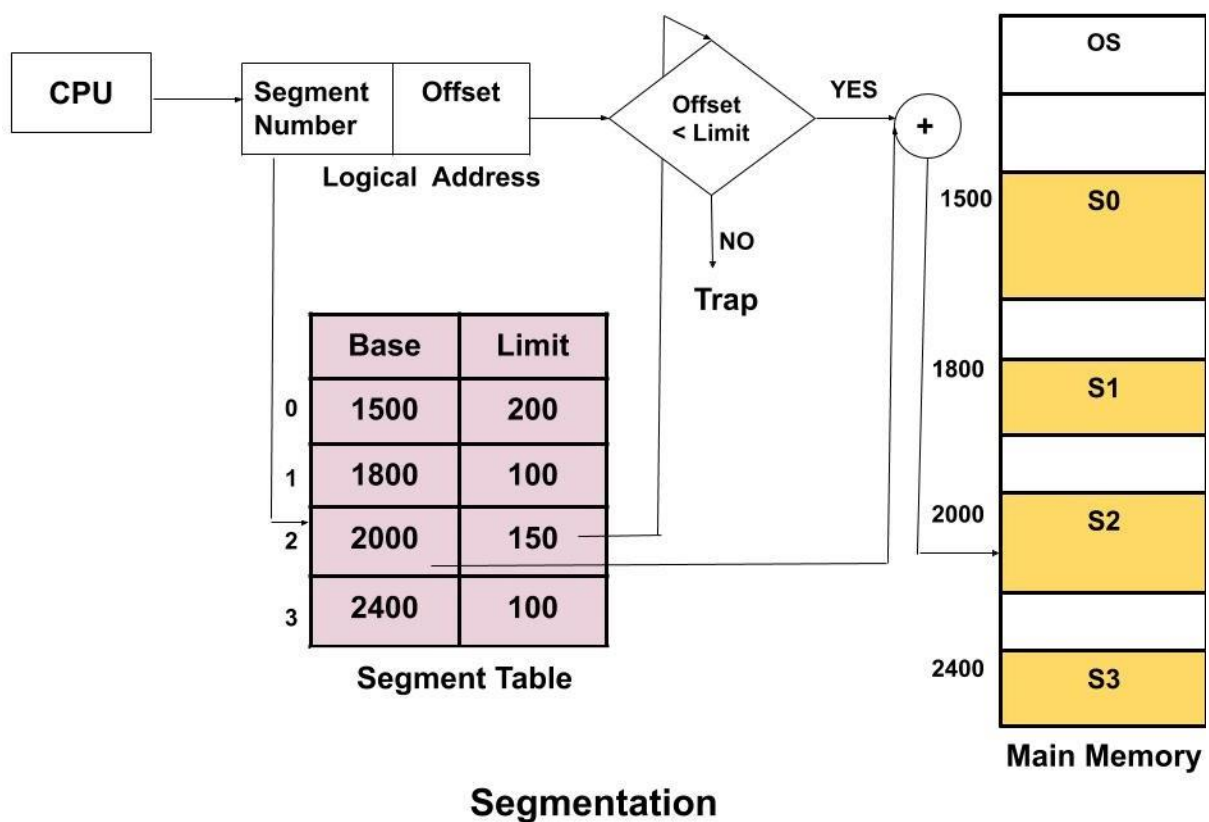 CPU
Segment Number
Offset
Logical Address
Offset
< Limit
YES
+
NO
Trap
Base Limit
0 1500 200
1 1800 100
2 2000 150
3 2400 100
Segment Table
OS
1500 S0
1800 S1
2000 S2
2400 S3
Main Memory
Segmentation